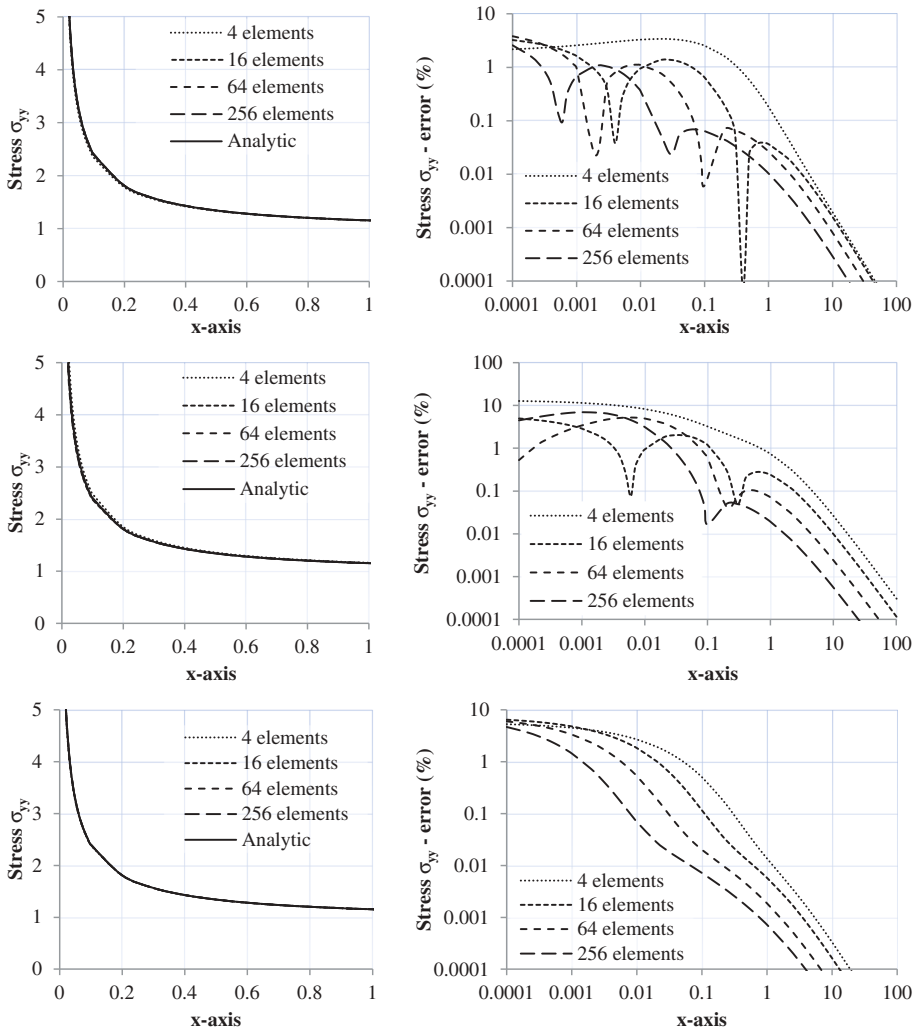 Stress σyy
5
4
3
2
1
0
4 elements
16 elements
64 elements
256 elements
Analytic
0 0.2 0.4 0.6 0.8 1
x-axis
Stress σyy - error (%)
10
1
0.1
0.01
0.001
0.0001
4 elements
16 elements
64 elements
256 elements
0.0001 0.001 0.01 0.1 1 10 100
x-axis
Stress σyy
5
4
3
2
1
0
4 elements
16 elements
64 elements
256 elements
Analytic
0 0.2 0.4 0.6 0.8 1
x-axis
Stress σyy - error (%)
100
10
1
0.1
0.01
0.001
0.0001
4 elements
16 elements
64 elements
256 elements
0.0001 0.001 0.01 0.1 1 10 100
x-axis
Stress σyy
5
4
3
2
1
0
4 elements
16 elements
64 elements
256 elements
Analytic
0 0.2 0.4 0.6 0.8 1
x-axis
Stress σyy - error (%)
10
1
0.1
0.01
0.001
0.0001
4 elements
16 elements
64 elements
256 elements
0.0001 0.001 0.01 0.1 1 10 100
x-axis